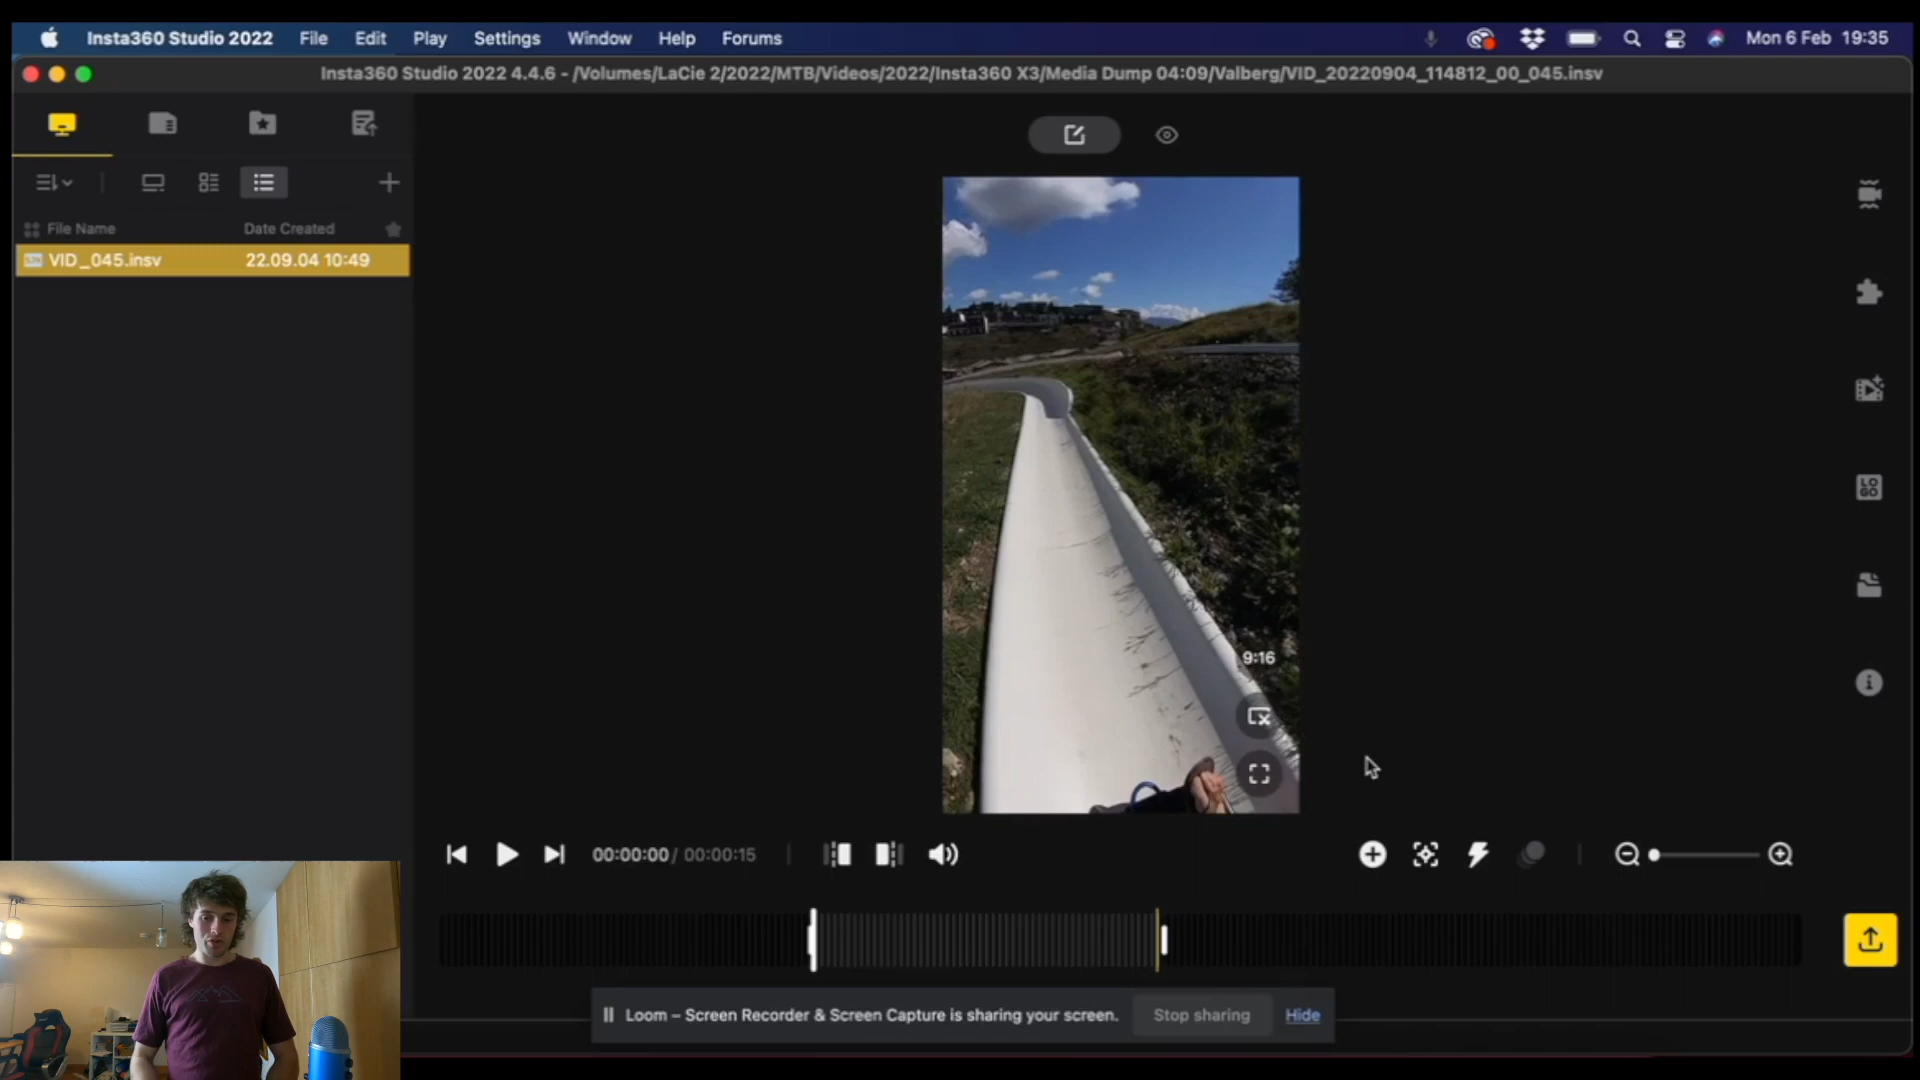 Insta360 Studio 2022 File Edit Play Settings Window Help Forums Mon 6 Feb 19:35
Insta360 Studio 2022 4.4.6 - /Volumes/LaCie 2/2022/MTB/Videos/2022/Insta360 X3/Media Dump 04:09/Valberg/VID_20220904_114812_00_045.insv
File Name Date Created
VID_045.insv 22.09.04 10:49
LOGO
9:16
00:00:00 / 00:00:15
Loom – Screen Recorder & Screen Capture is sharing your screen. Stop sharing Hide